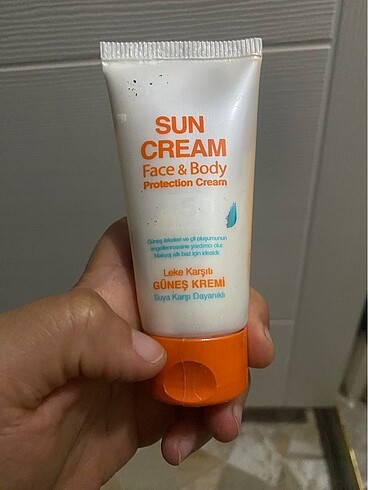 SUN
CREAM
Face & Body
Protection Cream
Güneş lekeleri ve çil oluşumunun
engellenmesine yardımcı olur.
Makyaj altı baz için idealdir.
Leke Karşıtı
GÜNEŞ KREMİ
Suya Karşı Dayanıklı